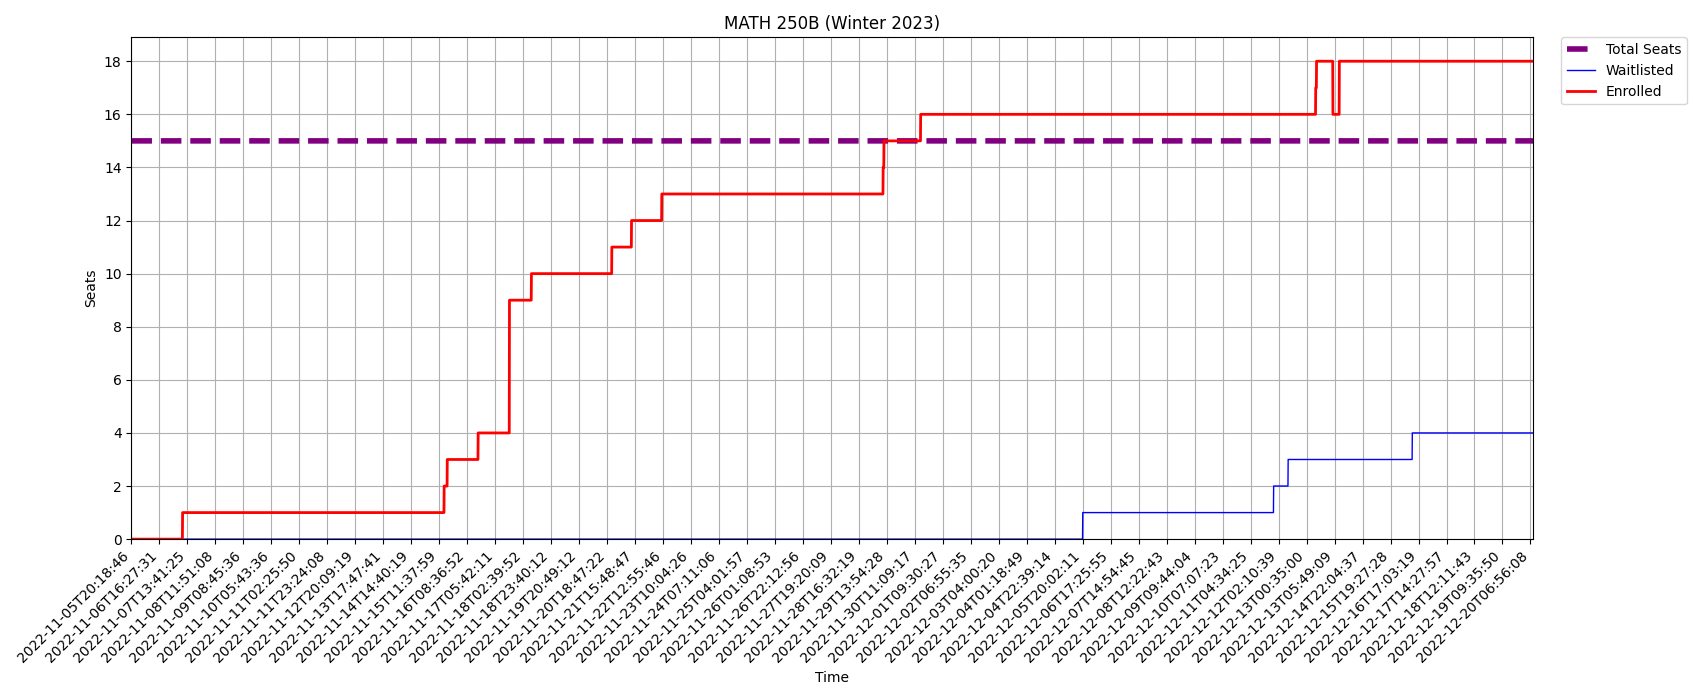 MATH 250B (Winter 2023)
Total Seats
Waitlisted
Enrolled
Seats
18
16
14
12
10
8
6
4
2
0
2022-11-05T20:18:46
2022-11-06T16:27:31
2022-11-07T13:41:25
2022-11-08T11:51:08
2022-11-09T08:45:36
2022-11-10T05:43:36
2022-11-11T02:25:50
2022-11-11T23:24:08
2022-11-12T20:09:19
2022-11-13T17:47:41
2022-11-14T14:40:19
2022-11-15T11:37:59
2022-11-16T08:36:52
2022-11-17T05:42:11
2022-11-18T02:39:52
2022-11-18T23:40:12
2022-11-19T20:49:12
2022-11-20T18:47:22
2022-11-21T15:48:47
2022-11-22T12:55:46
2022-11-23T10:04:26
2022-11-24T07:11:06
2022-11-25T04:01:57
2022-11-26T01:08:53
2022-11-26T22:12:56
2022-11-27T19:20:09
2022-11-28T16:32:19
2022-11-29T13:54:28
2022-11-30T11:09:17
2022-12-01T09:30:27
2022-12-02T06:55:35
2022-12-03T04:00:20
2022-12-04T01:18:49
2022-12-04T22:39:14
2022-12-05T20:02:11
2022-12-06T17:25:55
2022-12-07T14:54:45
2022-12-08T12:22:43
2022-12-09T09:44:04
2022-12-10T07:07:23
2022-12-11T04:34:25
2022-12-12T02:10:39
2022-12-13T00:35:00
2022-12-13T05:49:09
2022-12-14T22:04:37
2022-12-15T19:27:28
2022-12-16T17:03:19
2022-12-17T14:27:57
2022-12-18T12:11:43
2022-12-19T09:35:50
2022-12-20T06:56:08
Time